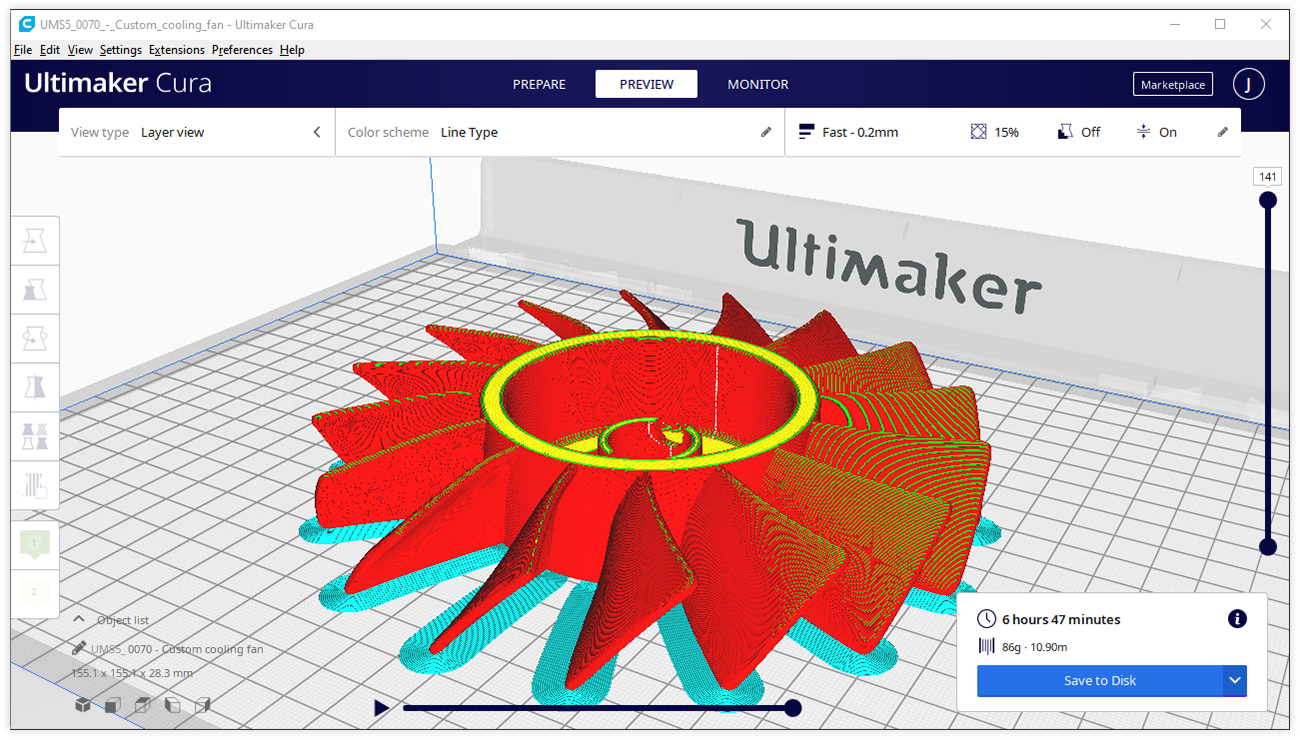 UMS5_0070_-_Custom_cooling_fan - Ultimaker Cura
File Edit View Settings Extensions Preferences Help
Ultimaker Cura
PREPARE
PREVIEW
MONITOR
Marketplace
J
View type Layer view
Color scheme Line Type
Fast - 0.2mm
15%
Off
On
141
Ultimaker
1
2
Object list
UMS5_0070 - Custom cooling fan
155.1 x 155.1 x 28.3 mm
6 hours 47 minutes
86g · 10.90m
Save to Disk